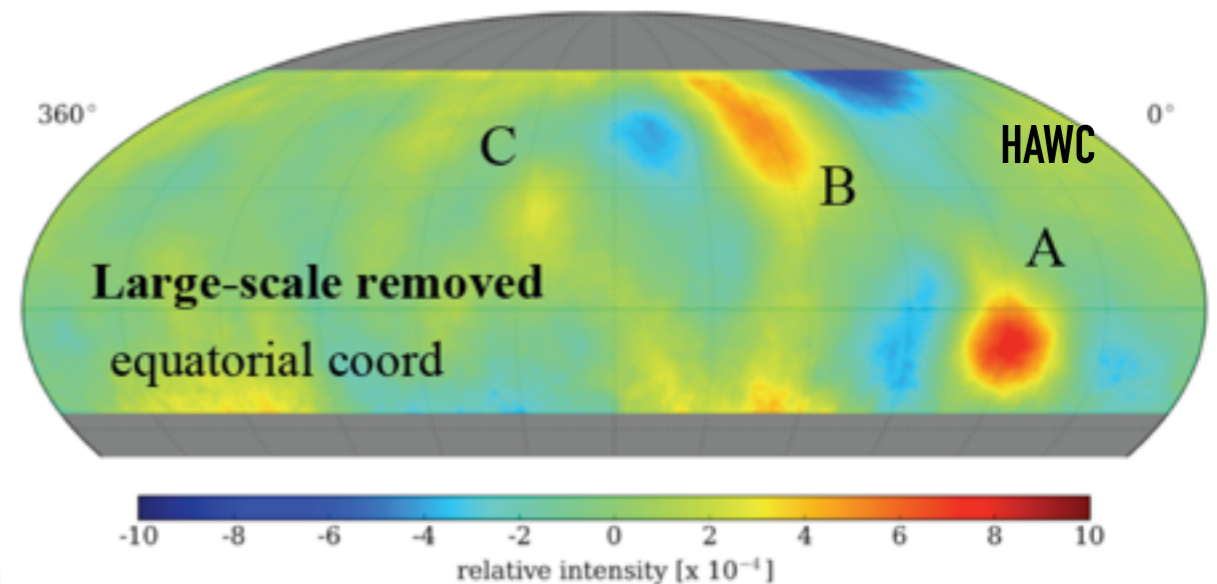 360°
0°
HAWC
C
B
A
Large-scale removed
equatorial coord
-10 -8 -6 -4 -2 0 2 4 6 8 10
relative intensity [x 10⁻⁴]